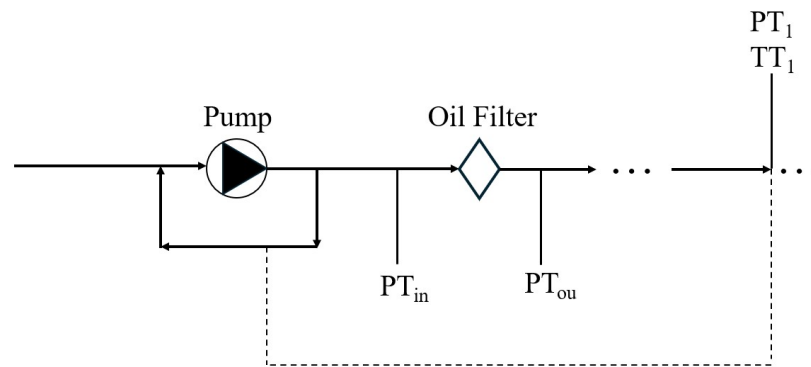 PT₁
TT₁
Pump
Oil Filter
PTᵢₙ
PTₒᵤ